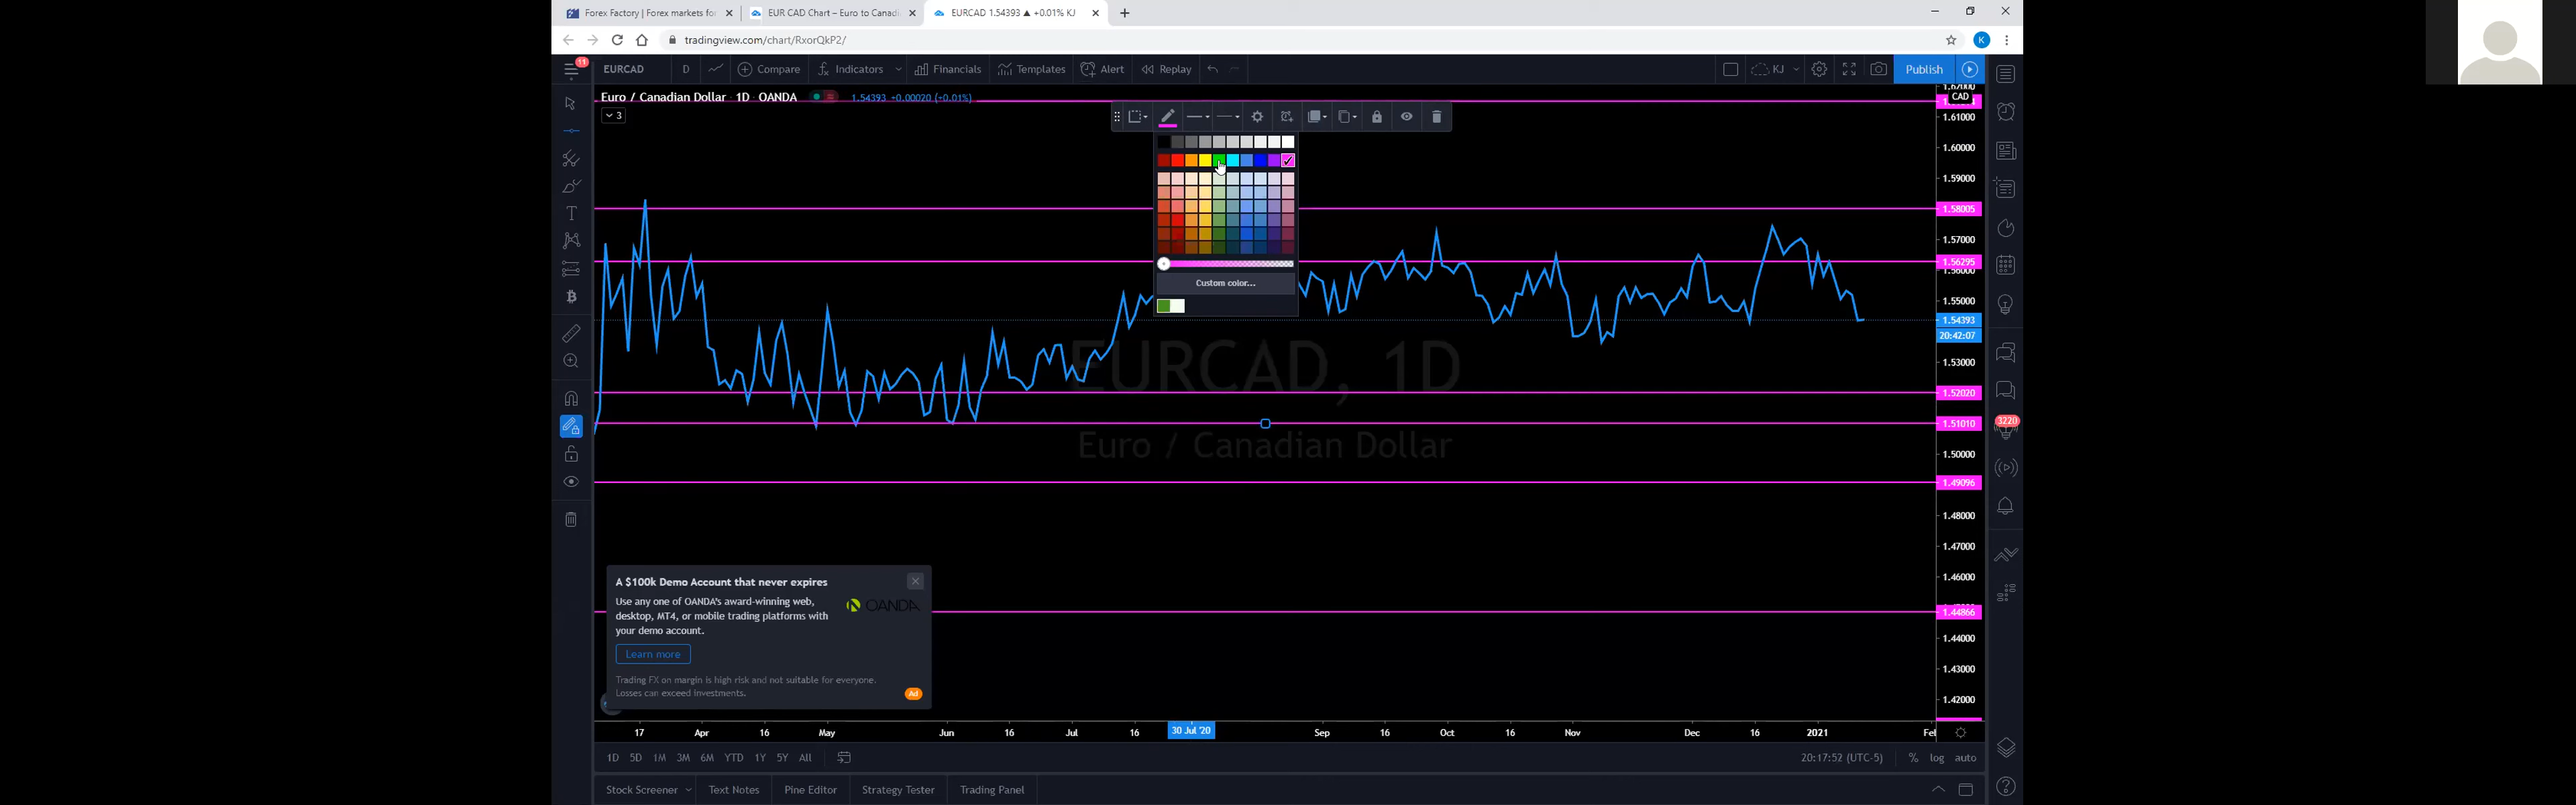 Forex Factory | Forex markets fo
EUR CAD Chart – Euro to Canadi
EURCAD 1.54393 ▲ +0.01% KJ
tradingview.com/chart/RxorQkP2/
K
11
EURCAD
D
Compare
Indicators
Financials
Templates
Alert
Replay
KJ
Publish
Euro / Canadian Dollar · 1D · OANDA
1.54393 +0.00020 (+0.01%)
3
CAD
1.61000
1.60000
1.59000
1.58005
1.57000
1.56295
1.56000
1.55000
1.54393
20:42:07
1.53000
1.52020
1.51010
1.50000
1.49096
1.48000
1.47000
1.46000
1.44866
1.44000
1.43000
1.42000
Custom color...
EURCAD, 1D
Euro / Canadian Dollar
3220
A $100k Demo Account that never expires
Use any one of OANDA's award-winning web,
desktop, MT4, or mobile trading platforms with
your demo account.
OANDA
Learn more
Trading FX on margin is high risk and not suitable for everyone.
Losses can exceed investments.
Ad
17 Apr 16 May Jun 16 Jul 16 30 Jul '20 Sep 16 Oct 16 Nov Dec 16 2021 Fel
1D 5D 1M 3M 6M YTD 1Y 5Y All
20:17:52 (UTC-5) % log auto
Stock Screener Text Notes Pine Editor Strategy Tester Trading Panel